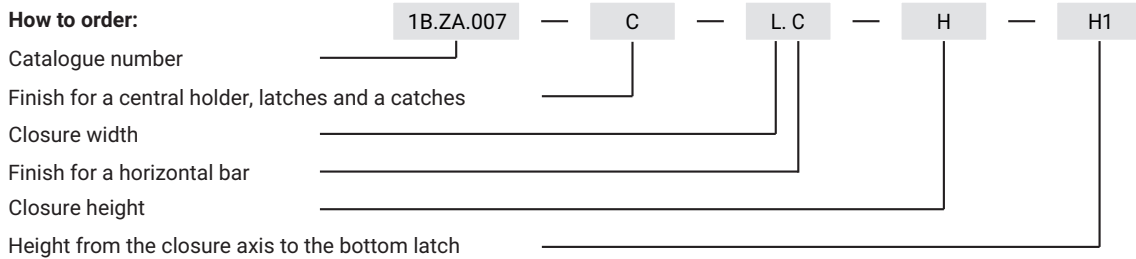 How to order: 1B.ZA.007 — C — L. C — H — H1
Catalogue number
Finish for a central holder, latches and a catches
Closure width
Finish for a horizontal bar
Closure height
Height from the closure axis to the bottom latch